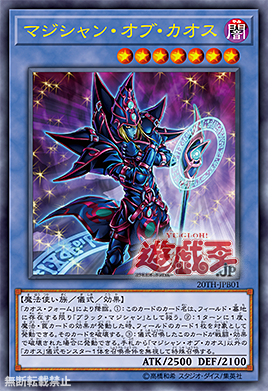 マジシャン・オブ・カオス
闇
YU-GI-OH!
遊戯王
.JP
20TH-JPB01
【魔法使い族/儀式/効果】
「カオス・フォーム」により降臨。①:このカードのカード名は、フィールド・墓地
に存在する限り「ブラック・マジシャン」として扱う。②:1ターンに1度、
魔法・罠カードの効果が発動した時、フィールドのカード1枚を対象として
発動できる。そのカードを破壊する。③:儀式召喚したこのカードが戦闘・効果
で破壊された場合に発動できる。手札から「マジシャン・オブ・カオス」以外の
「カオス」儀式モンスター1体を召喚条件を無視して特殊召喚する。
ATK/2500 DEF/2100
無断転載禁止
©高橋和希 スタジオ・ダイス/集英社